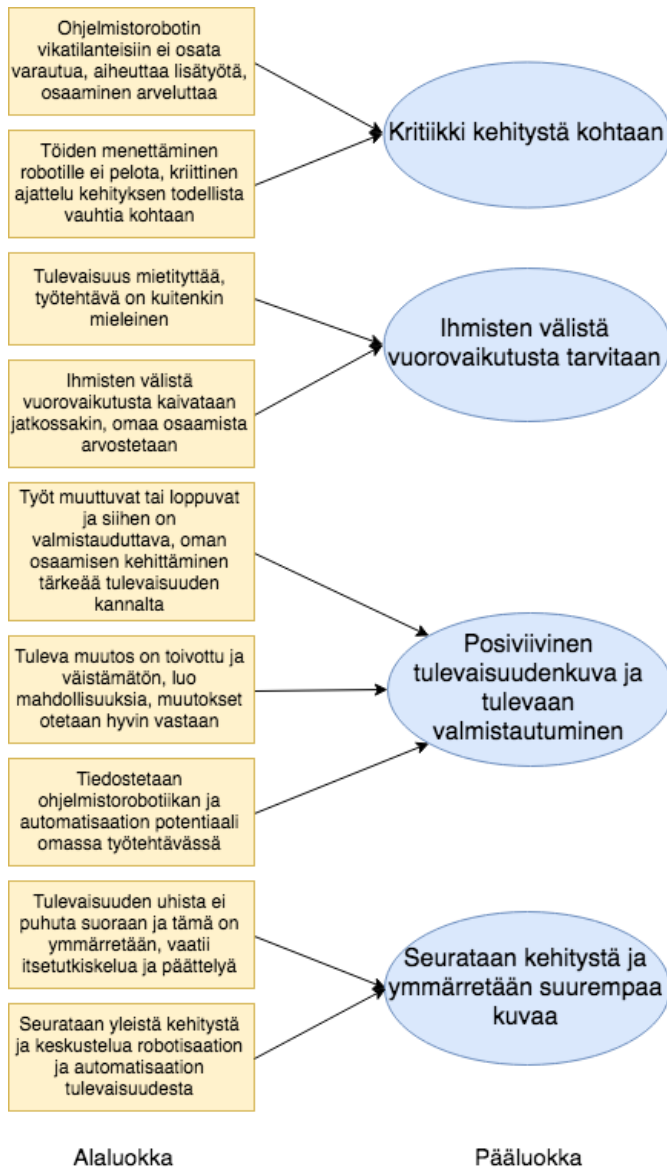 Ohjelmistorobotin
vikatilanteisiin ei osata
varautua, aiheuttaa lisätyötä,
osaaminen arveluttaa
Kritiikki kehitystä kohtaan
Töiden menettäminen
robotille ei pelota, kriittinen
ajattelu kehityksen todellista
vauhtia kohtaan
Tulevaisuus mietityttää,
työtehtävä on kuitenkin
mieleinen
Ihmisten välistä
vuorovaikutusta tarvitaan
Ihmisten välistä
vuorovaikutusta kaivataan
jatkossakin, omaa osaamista
arvostetaan
Työt muuttuvat tai loppuvat
ja siihen on
valmistauduttava, oman
osaamisen kehittäminen
tärkeää tulevaisuuden
kannalta
Tuleva muutos on toivottu ja
väistämätön, luo
mahdollisuuksia, muutokset
otetaan hyvin vastaan
Posiviivinen
tulevaisuudenkuva ja
tulevaan
valmistautuminen
Tiedostetaan
ohjelmistorobotiikan ja
automatisaation potentiaali
omassa työtehtävässä
Tulevaisuuden uhista ei
puhuta suoraan ja tämä on
ymmärretään, vaatii
itsetutkiskelua ja päättelyä
Seurataan kehitystä ja
ymmärretään suurempaa
kuvaa
Seurataan yleistä kehitystä
ja keskustelua robotisaation
ja automatisaation
tulevaisuudesta
Alaluokka
Pääluokka